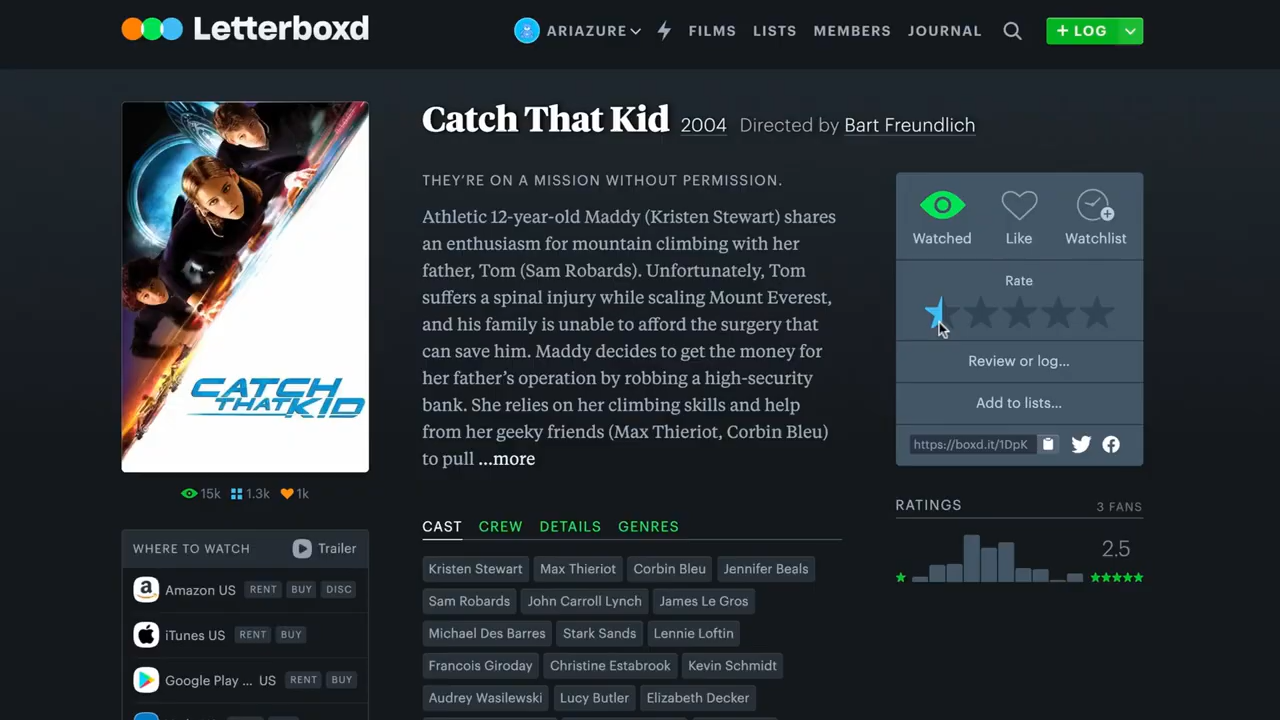 Letterboxd
ARIAZURE
FILMS
LISTS
MEMBERS
JOURNAL
+ LOG
Catch That Kid 2004 Directed by Bart Freundlich
CATCH
THAT KID
15k 1.3k 1k
WHERE TO WATCH Trailer
Amazon US RENT BUY DISC
iTunes US RENT BUY
Google Play ... US RENT BUY
THEY'RE ON A MISSION WITHOUT PERMISSION.
Athletic 12-year-old Maddy (Kristen Stewart) shares
an enthusiasm for mountain climbing with her
father, Tom (Sam Robards). Unfortunately, Tom
suffers a spinal injury while scaling Mount Everest,
and his family is unable to afford the surgery that
can save him. Maddy decides to get the money for
her father's operation by robbing a high-security
bank. She relies on her climbing skills and help
from her geeky friends (Max Thieriot, Corbin Bleu)
to pull ...more
CAST CREW DETAILS GENRES
Kristen Stewart Max Thieriot Corbin Bleu Jennifer Beals
Sam Robards John Carroll Lynch James Le Gros
Michael Des Barres Stark Sands Lennie Loftin
Francois Giroday Christine Estabrook Kevin Schmidt
Audrey Wasilewski Lucy Butler Elizabeth Decker
Watched Like Watchlist
Rate
Review or log...
Add to lists...
https://boxd.it/1DpK
RATINGS 3 FANS
2.5